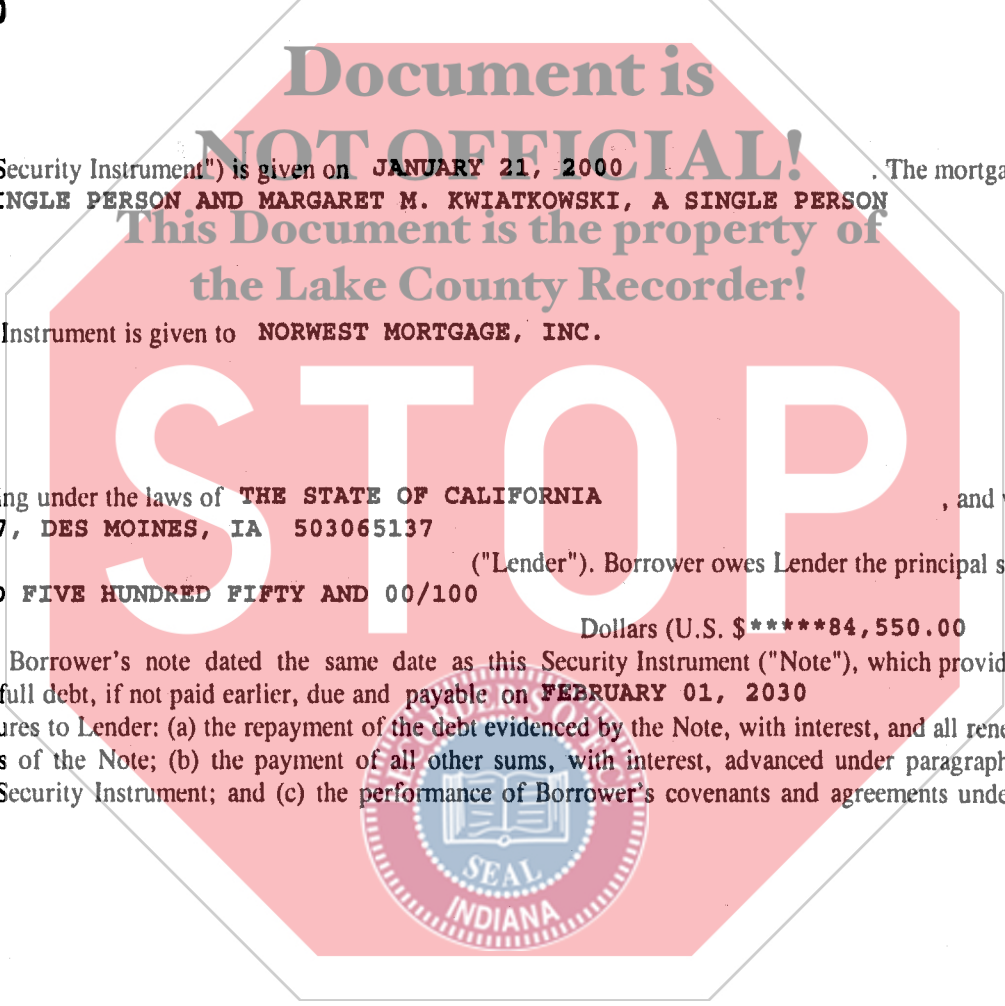 Document is
NOT OFFICIAL!
Security Instrument") is given on JANUARY 21, 2000 . The mortga
INGLE PERSON AND MARGARET M. KWIATKOWSKI, A SINGLE PERSON
This Document is the property of
the Lake County Recorder!
Instrument is given to NORWEST MORTGAGE, INC.
STOP
ing under the laws of THE STATE OF CALIFORNIA , and
7, DES MOINES, IA 503065137
("Lender"). Borrower owes Lender the principal s
FIVE HUNDRED FIFTY AND 00/100
Dollars (U.S. $*****84,550.00
Borrower's note dated the same date as this Security Instrument ("Note"), which provid
full debt, if not paid earlier, due and payable on FEBRUARY 01, 2030
ures to Lender: (a) the repayment of the debt evidenced by the Note, with interest, and all rene
s of the Note; (b) the payment of all other sums, with interest, advanced under paragraph
Security Instrument; and (c) the performance of Borrower's covenants and agreements unde
RECORDER'S OFFICE
SEAL
INDIANA